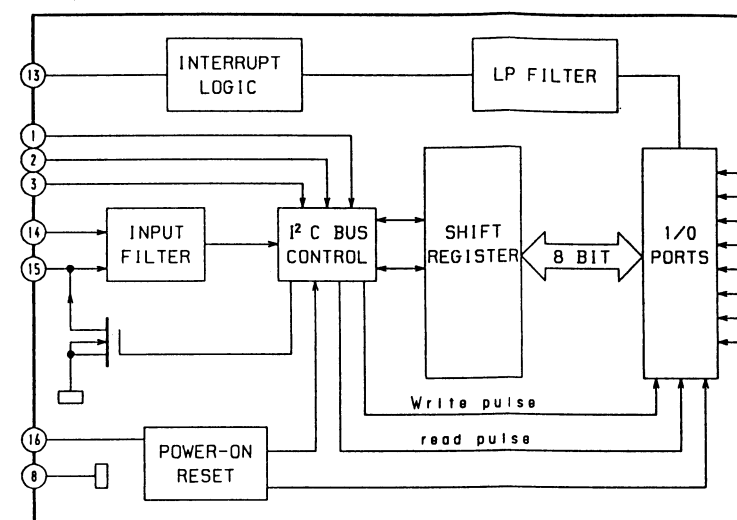 13
INTERRUPT
LOGIC
LP FILTER
1
2
3
14
15
INPUT
FILTER
I² C BUS
CONTROL
SHIFT
REGISTER
8 BIT
I/O
PORTS
Write pulse
read pulse
16
8
POWER-ON
RESET